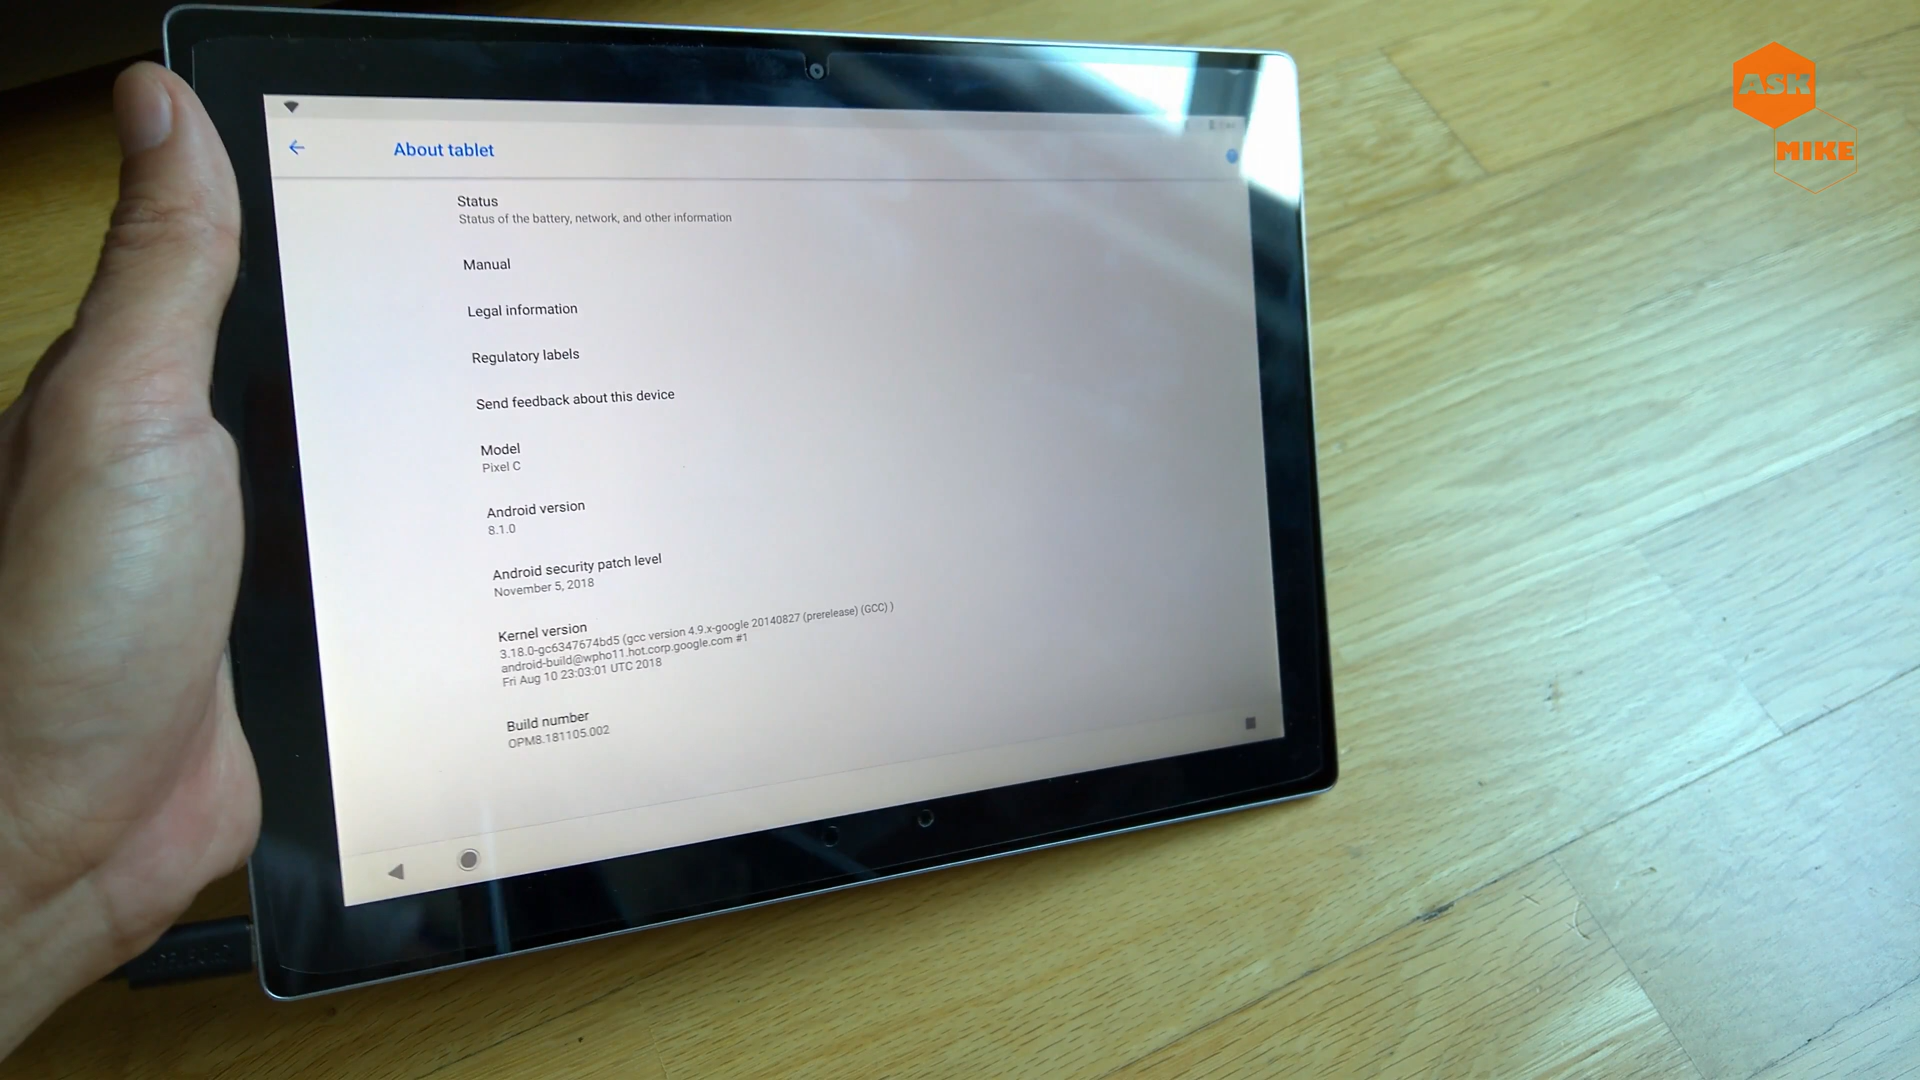 ASK
MIKE
About tablet
Status
Status of the battery, network, and other information
Manual
Legal information
Regulatory labels
Send feedback about this device
Model
Pixel C
Android version
8.1.0
Android security patch level
November 5, 2018
Kernel version
3.18.0-gc6347674bd5 (gcc version 4.9.x-google 20140827 (prerelease) (GCC) )
android-build@wpho11.hot.corp.google.com #1
Fri Aug 10 23:03:01 UTC 2018
Build number
OPM8.181105.002